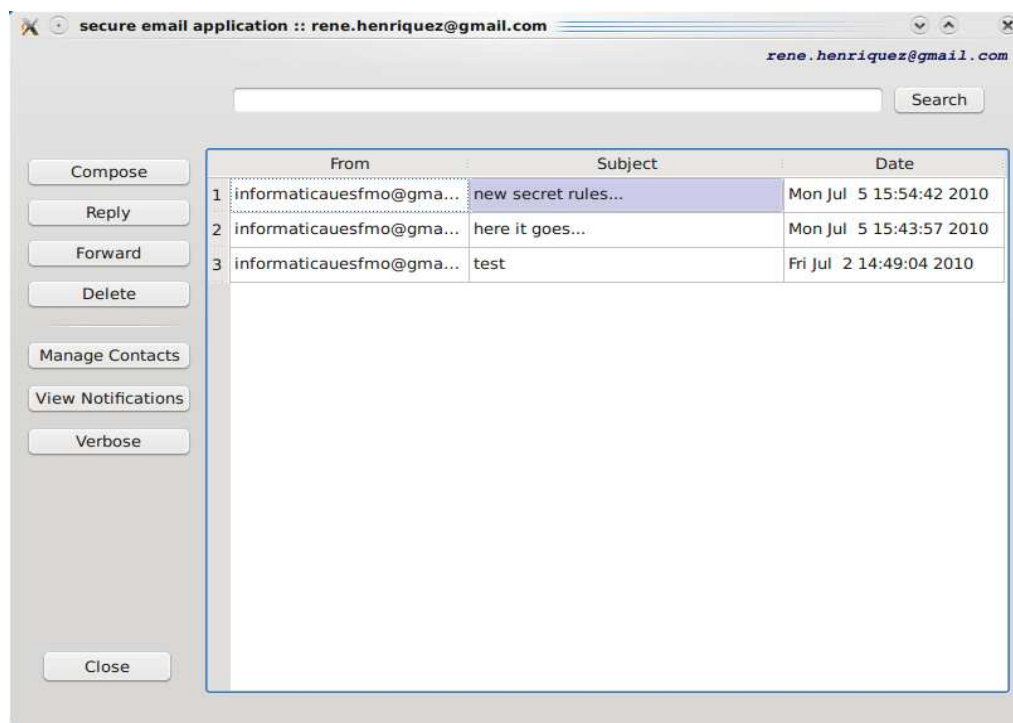 secure email application :: rene.henriquez@gmail.com
rene.henriquez@gmail.com
Search
Compose
Reply
Forward
Delete
Manage Contacts
View Notifications
Verbose
Close
From Subject Date
1 informaticauesfmo@gma... new secret rules... Mon Jul 5 15:54:42 2010
2 informaticauesfmo@gma... here it goes... Mon Jul 5 15:43:57 2010
3 informaticauesfmo@gma... test Fri Jul 2 14:49:04 2010